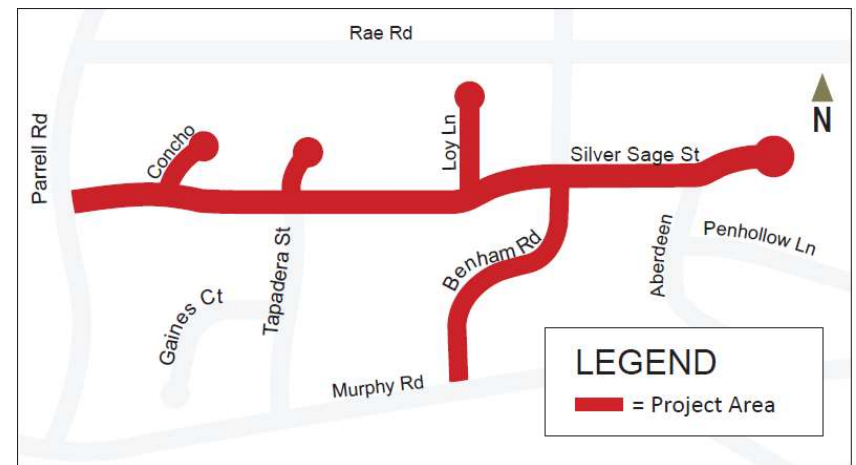 Rae Rd
Parrell Rd
Concho
Loy Ln
N
Silver Sage St
Tapadera St
Benham Rd
Aberdeen
Penhollow Ln
Gaines Ct
Murphy Rd
LEGEND
= Project Area